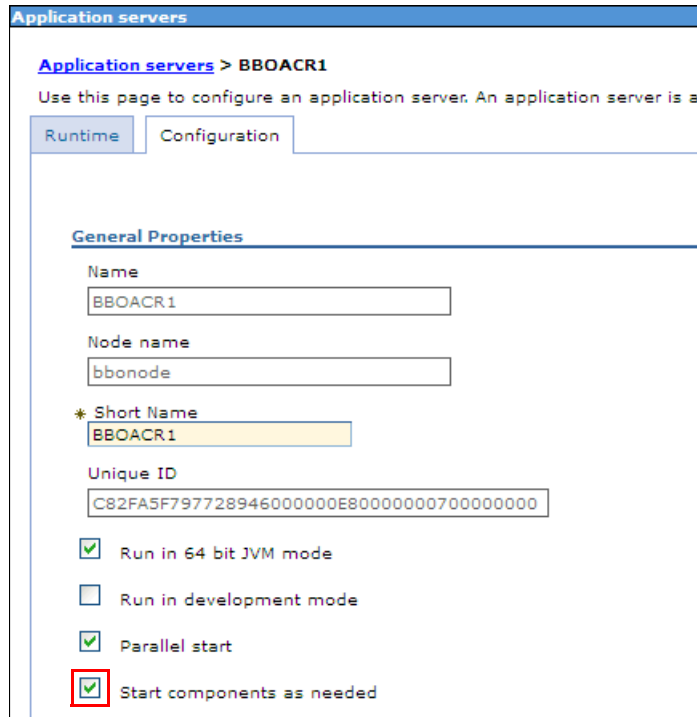 Application servers
Application servers > BBOACR1
Use this page to configure an application server. An application server is a
Runtime
Configuration
General Properties
Name
BBOACR1
Node name
bbonode
* Short Name
BBOACR1
Unique ID
C82FA5F797728946000000E80000000700000000
Run in 64 bit JVM mode
Run in development mode
Parallel start
Start components as needed